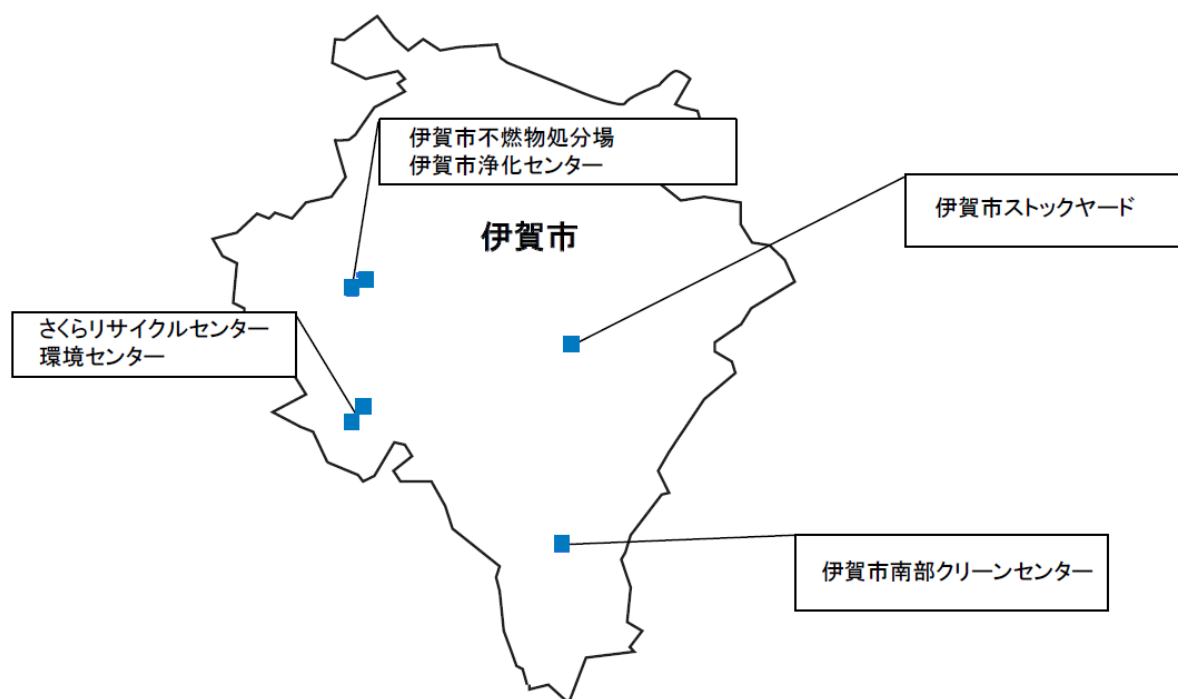 伊賀市不燃物処分場
伊賀市浄化センター
伊賀市ストックヤード
伊賀市
さくらリサイクルセンター
環境センター
伊賀市南部クリーンセンター